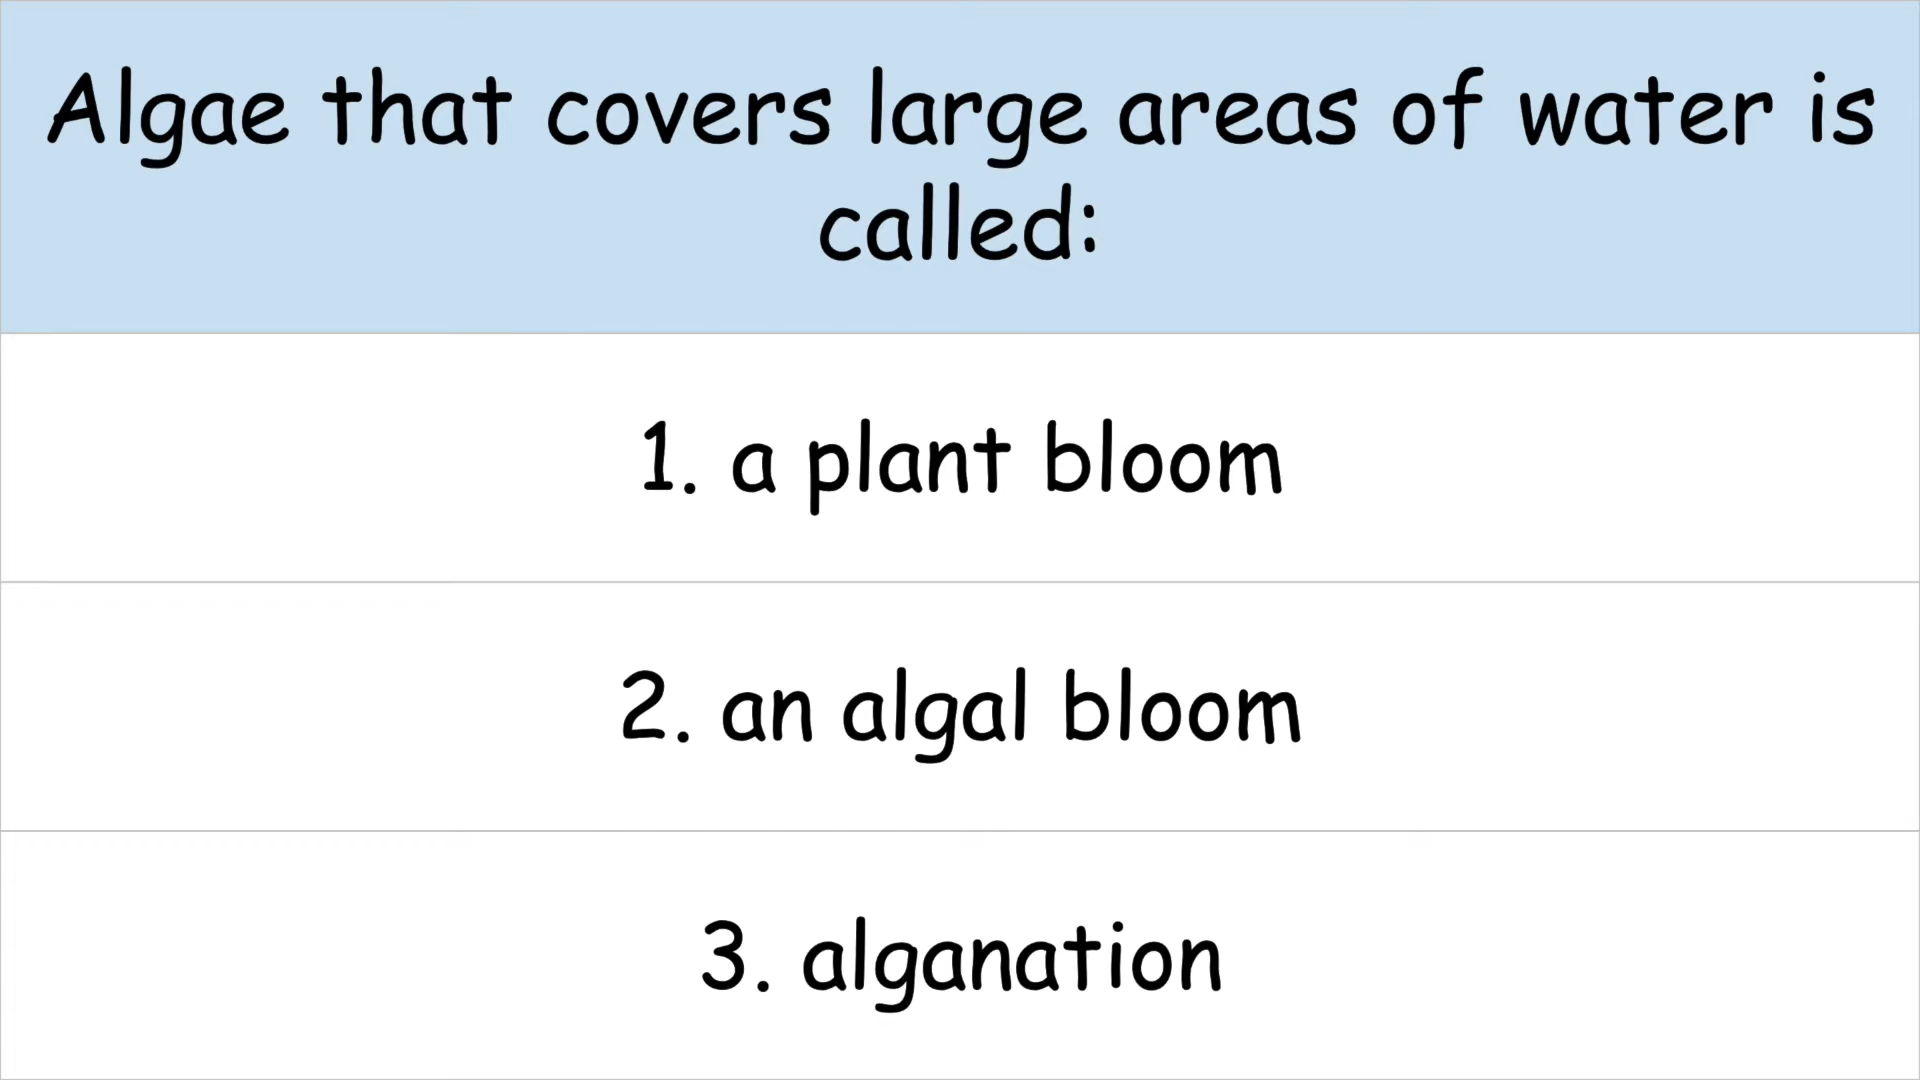 Algae that covers large areas of water is
called:
1. a plant bloom
2. an algal bloom
3. alganation